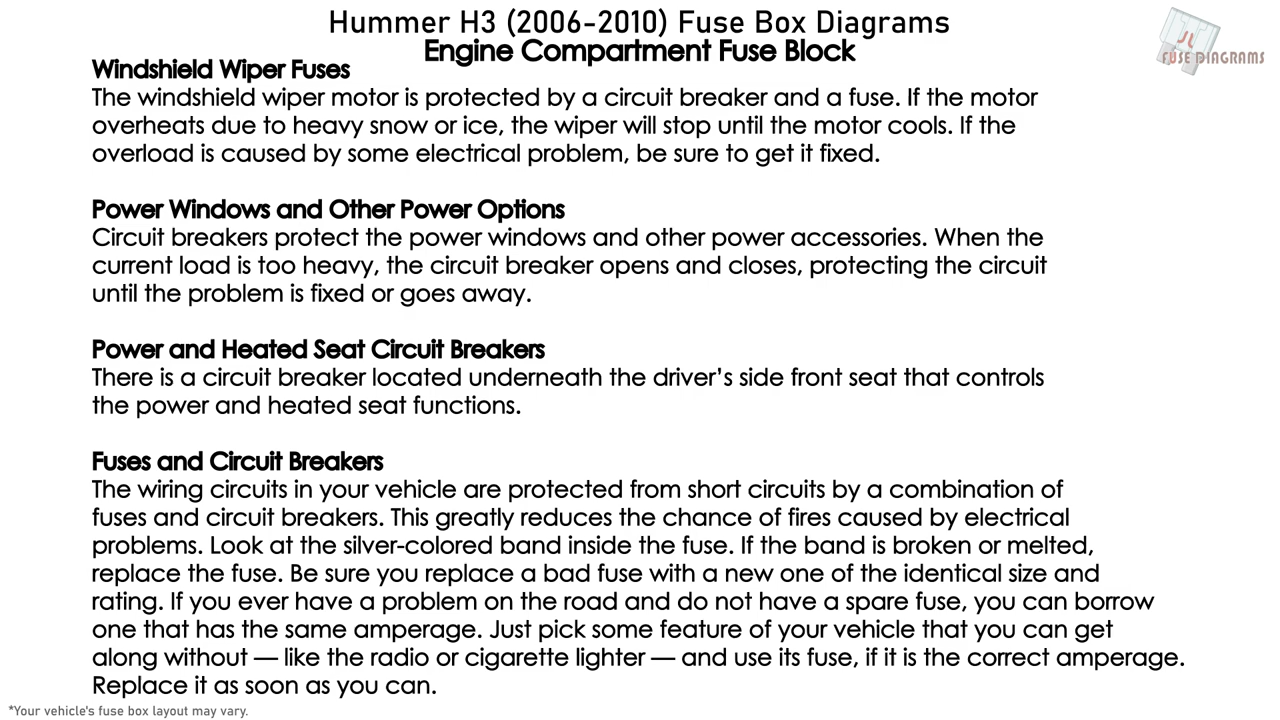 Hummer H3 (2006-2010) Fuse Box Diagrams
Engine Compartment Fuse Block
JL
FUSE DIAGRAMS
Windshield Wiper Fuses
The windshield wiper motor is protected by a circuit breaker and a fuse. If the motor
overheats due to heavy snow or ice, the wiper will stop until the motor cools. If the
overload is caused by some electrical problem, be sure to get it fixed.
Power Windows and Other Power Options
Circuit breakers protect the power windows and other power accessories. When the
current load is too heavy, the circuit breaker opens and closes, protecting the circuit
until the problem is fixed or goes away.
Power and Heated Seat Circuit Breakers
There is a circuit breaker located underneath the driver’s side front seat that controls
the power and heated seat functions.
Fuses and Circuit Breakers
The wiring circuits in your vehicle are protected from short circuits by a combination of
fuses and circuit breakers. This greatly reduces the chance of fires caused by electrical
problems. Look at the silver-colored band inside the fuse. If the band is broken or melted,
replace the fuse. Be sure you replace a bad fuse with a new one of the identical size and
rating. If you ever have a problem on the road and do not have a spare fuse, you can borrow
one that has the same amperage. Just pick some feature of your vehicle that you can get
along without — like the radio or cigarette lighter — and use its fuse, if it is the correct amperage.
Replace it as soon as you can.
*Your vehicle's fuse box layout may vary.